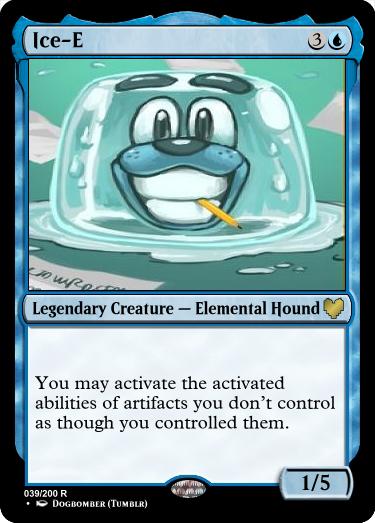 Ice-E
3
You may activate the activated
abilities of artifacts you don't control
as though you controlled them.
Legendary Creature — Elemental Hound
1/5
039/200 R
• Dogbomber (Tumblr)